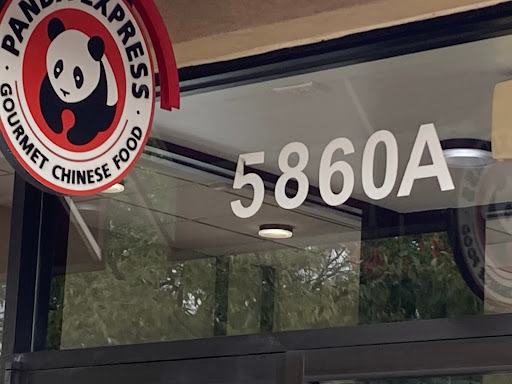 PANDA EXPRESS
GOURMET CHINESE FOOD
5860A